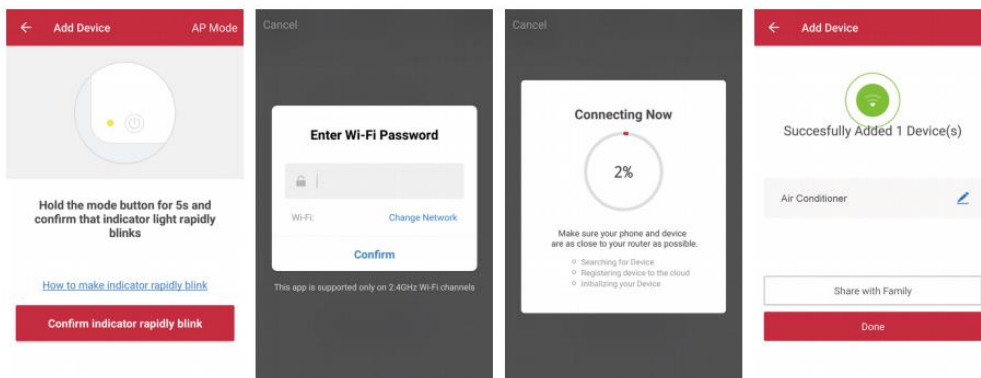 Add Device
AP Mode
Hold the mode button for 5s and
confirm that indicator light rapidly
blinks
How to make indicator rapidly blink
Confirm indicator rapidly blink
Cancel
Enter Wi-Fi Password
Wi-Fi:
Change Network
Confirm
This app is supported only on 2.4GHz Wi-Fi channels
Cancel
Connecting Now
2%
Make sure your phone and device
are as close to your router as possible.
Searching for Device
Registering device to the cloud
Initializing your Device
Add Device
Succesfully Added 1 Device(s)
Air Conditioner
Share with Family
Done